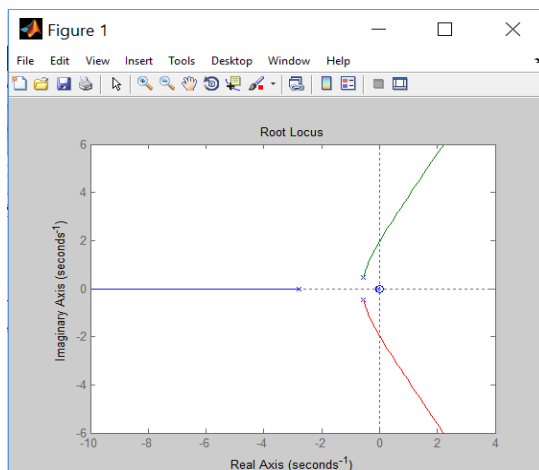 Figure 1
File Edit View Insert Tools Desktop Window Help
Root Locus
6
4
2
0
-2
-4
-6
-10 -8 -6 -4 -2 0 2 4
Imaginary Axis (seconds⁻¹)
Real Axis (seconds⁻¹)